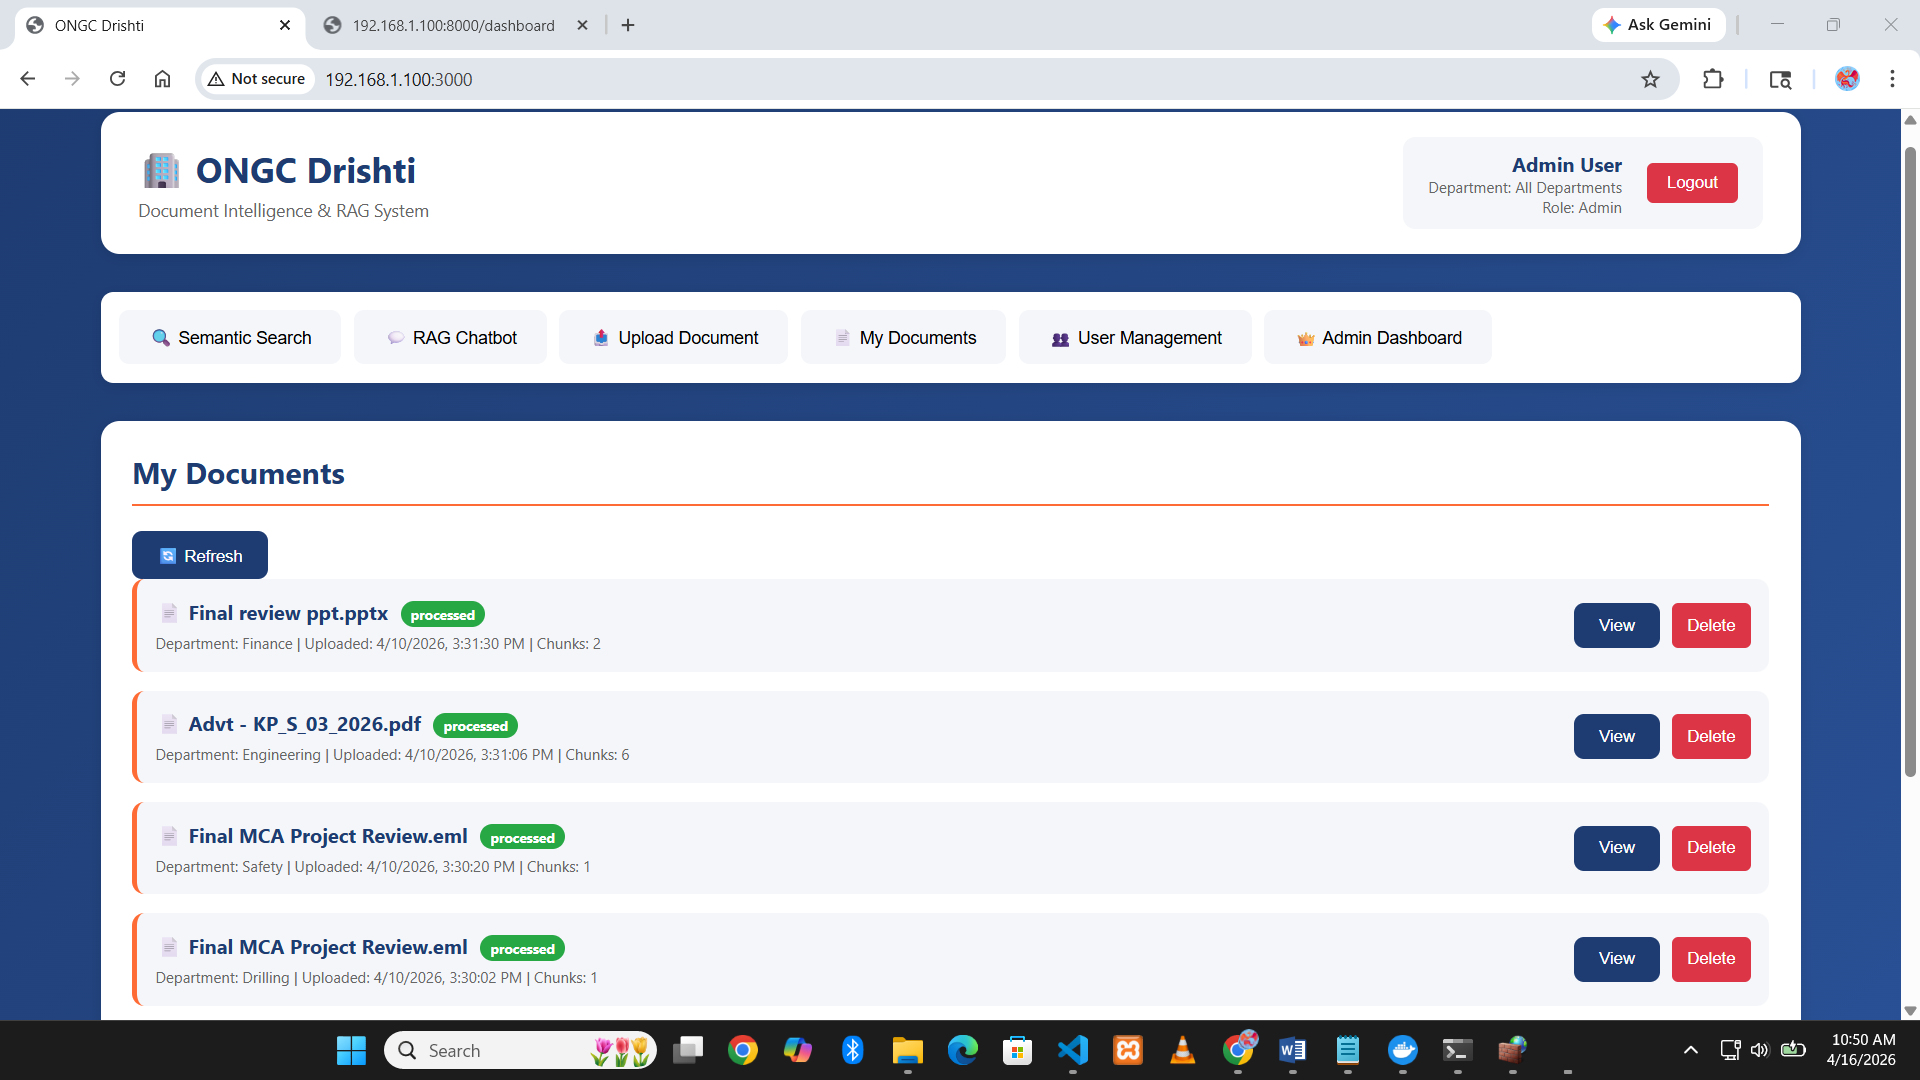 ONGC Drishti
192.168.1.100:8000/dashboard
Ask Gemini
Not secure
192.168.1.100:3000
ONGC Drishti
Document Intelligence & RAG System
Admin User
Department: All Departments
Role: Admin
Logout
Semantic Search
RAG Chatbot
Upload Document
My Documents
User Management
Admin Dashboard
My Documents
Refresh
Final review ppt.pptx processed
Department: Finance | Uploaded: 4/10/2026, 3:31:30 PM | Chunks: 2
View
Delete
Advt - KP_S_03_2026.pdf processed
Department: Engineering | Uploaded: 4/10/2026, 3:31:06 PM | Chunks: 6
View
Delete
Final MCA Project Review.eml processed
Department: Safety | Uploaded: 4/10/2026, 3:30:20 PM | Chunks: 1
View
Delete
Final MCA Project Review.eml processed
Department: Drilling | Uploaded: 4/10/2026, 3:30:02 PM | Chunks: 1
View
Delete
Search
10:50 AM
4/16/2026